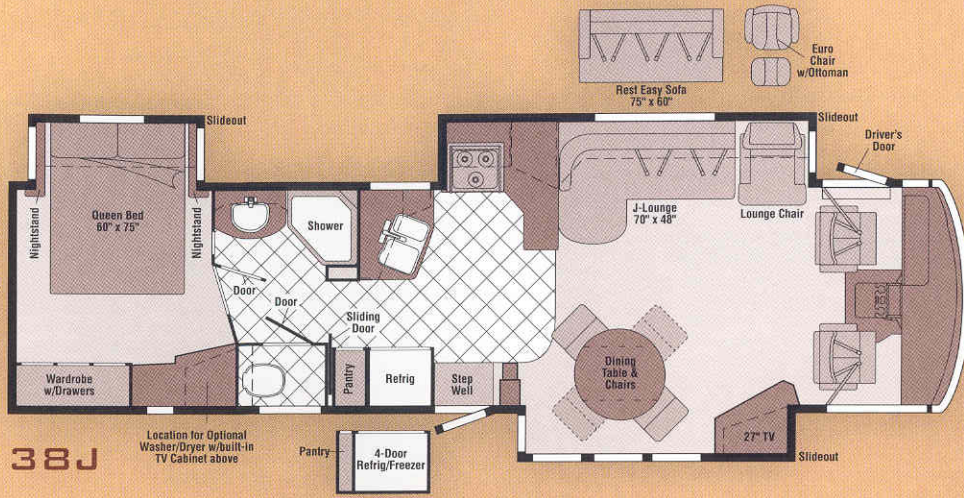 Rest Easy Sofa
75" x 60"
Euro
Chair
w/Ottoman
Slideout
Slideout
Driver's
Door
Nightstand
Queen Bed
60" x 75"
Nightstand
Shower
J-Lounge
70" x 48"
Lounge Chair
Door
Door
Sliding
Door
Wardrobe
w/Drawers
Pantry
Refrig
Step
Well
Dining
Table &
Chairs
27" TV
Slideout
Location for Optional
Washer/Dryer w/built-in
TV Cabinet above
Pantry
4-Door
Refrig/Freezer
38J